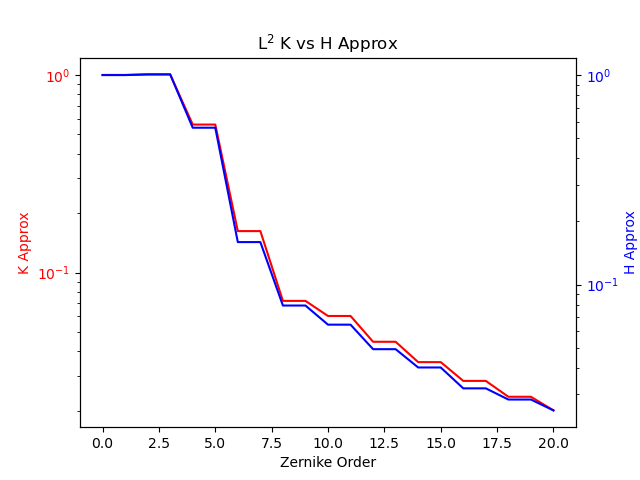 L² K vs H Approx
10⁰
10⁻¹
K Approx
10⁰
10⁻¹
H Approx
0.0 2.5 5.0 7.5 10.0 12.5 15.0 17.5 20.0
Zernike Order